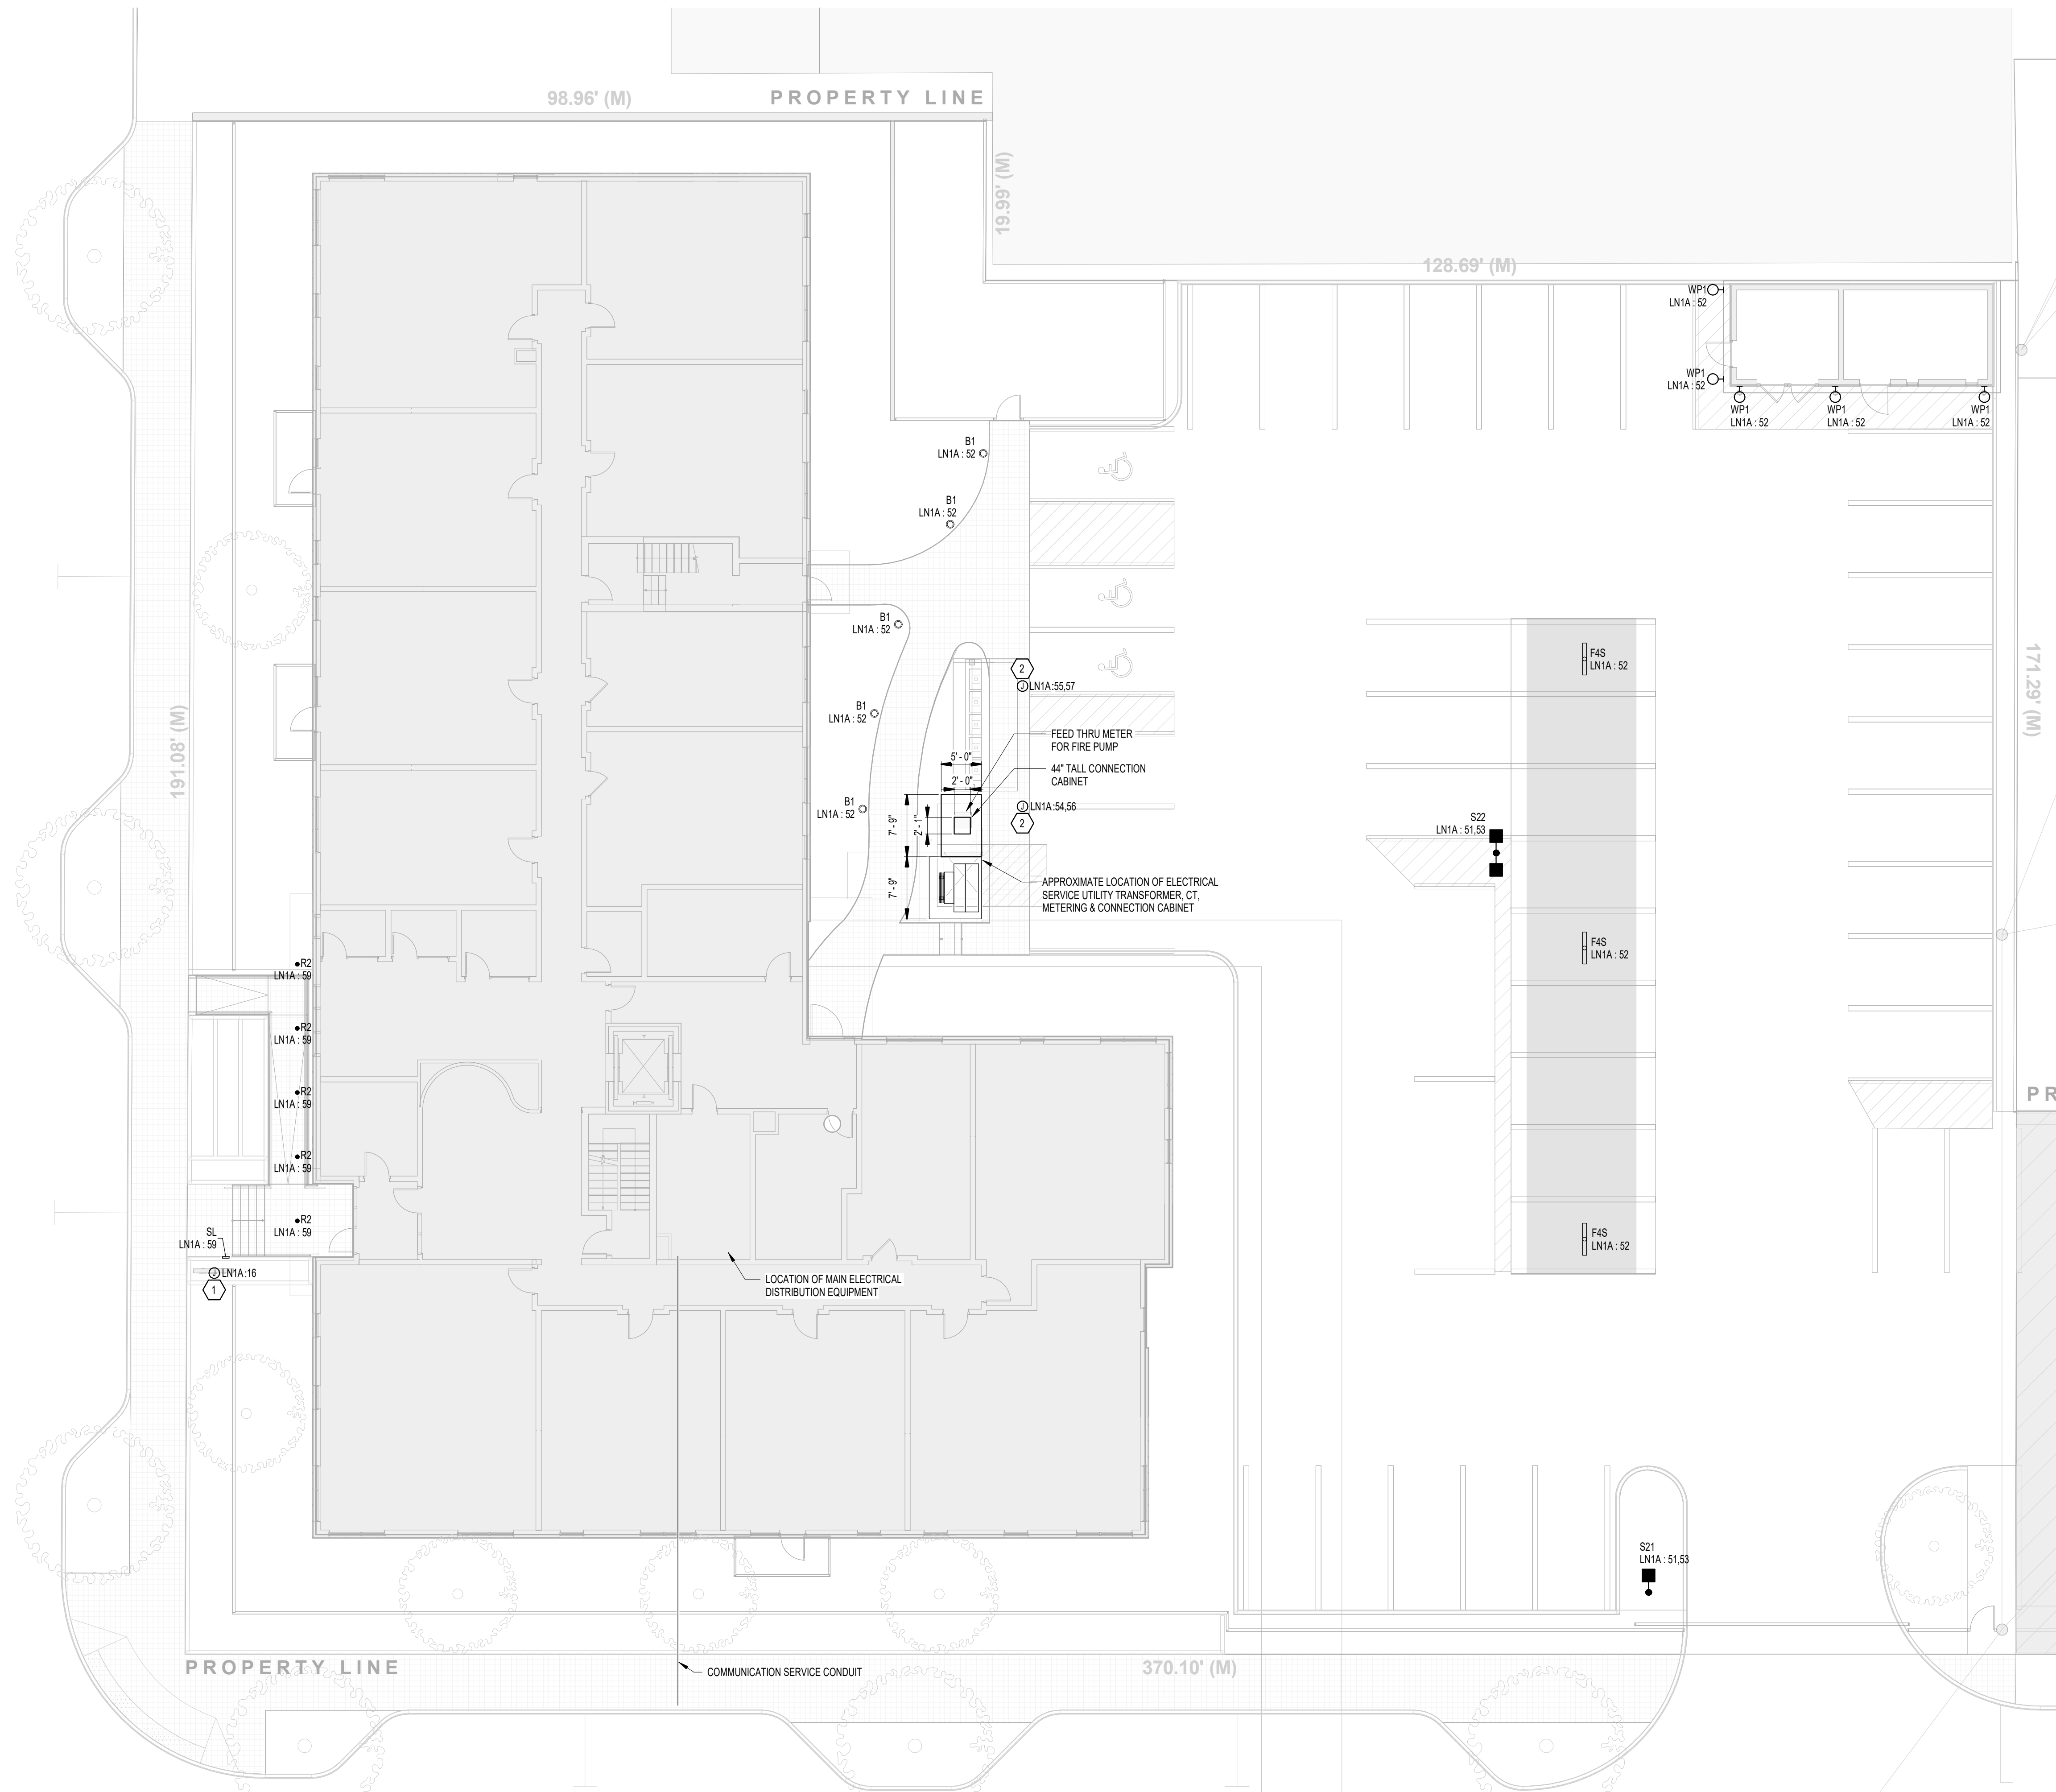 98.96' (M)
PROPERTY LINE
19.99' (M)
128.69' (M)
WP1
LN1A : 52
WP1
LN1A : 52
WP1
LN1A : 52
WP1
LN1A : 52
WP1
LN1A : 52
B1
LN1A : 52
B1
LN1A : 52
B1
LN1A : 52
B1
LN1A : 52
B1
LN1A : 52
2
J LN1A:55,57
FEED THRU METER
FOR FIRE PUMP
44" TALL CONNECTION
CABINET
5' - 0"
2' - 0"
7' - 9"
2' - 1"
7' - 9"
J LN1A:54,56
2
APPROXIMATE LOCATION OF ELECTRICAL
SERVICE UTILITY TRANSFORMER, CT,
METERING & CONNECTION CABINET
F4S
LN1A : 52
S22
LN1A : 51,53
F4S
LN1A : 52
F4S
LN1A : 52
171.29' (M)
191.08' (M)
PR
R2
LN1A : 59
R2
LN1A : 59
R2
LN1A : 59
R2
LN1A : 59
R2
LN1A : 59
SL
LN1A : 59
J LN1A:16
1
LOCATION OF MAIN ELECTRICAL
DISTRIBUTION EQUIPMENT
S21
LN1A : 51,53
PROPERTY LINE
COMMUNICATION SERVICE CONDUIT
370.10' (M)